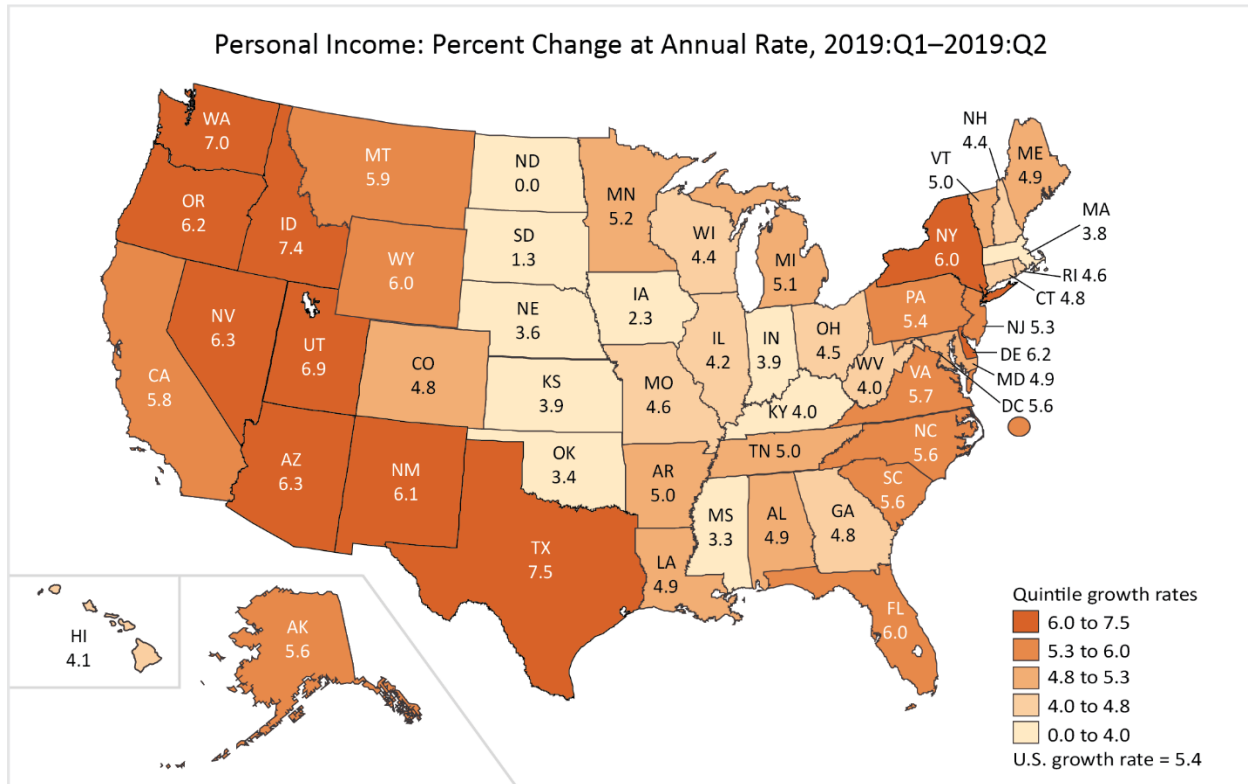 Personal Income: Percent Change at Annual Rate, 2019:Q1–2019:Q2
WA
7.0
MT
5.9
ND
0.0
MN
5.2
NH
4.4
VT
5.0
ME
4.9
OR
6.2
ID
7.4
WY
6.0
SD
1.3
WI
4.4
MI
5.1
NY
6.0
MA
3.8
RI 4.6
CT 4.8
NV
6.3
UT
6.9
CO
4.8
NE
3.6
IA
2.3
IL
4.2
IN
3.9
OH
4.5
PA
5.4
NJ 5.3
DE 6.2
MD 4.9
DC 5.6
CA
5.8
KS
3.9
MO
4.6
KY 4.0
WV
4.0
VA
5.7
AZ
6.3
NM
6.1
OK
3.4
AR
5.0
TN 5.0
NC
5.6
SC
5.6
TX
7.5
LA
4.9
MS
3.3
AL
4.9
GA
4.8
FL
6.0
HI
4.1
AK
5.6
Quintile growth rates
6.0 to 7.5
5.3 to 6.0
4.8 to 5.3
4.0 to 4.8
0.0 to 4.0
U.S. growth rate = 5.4